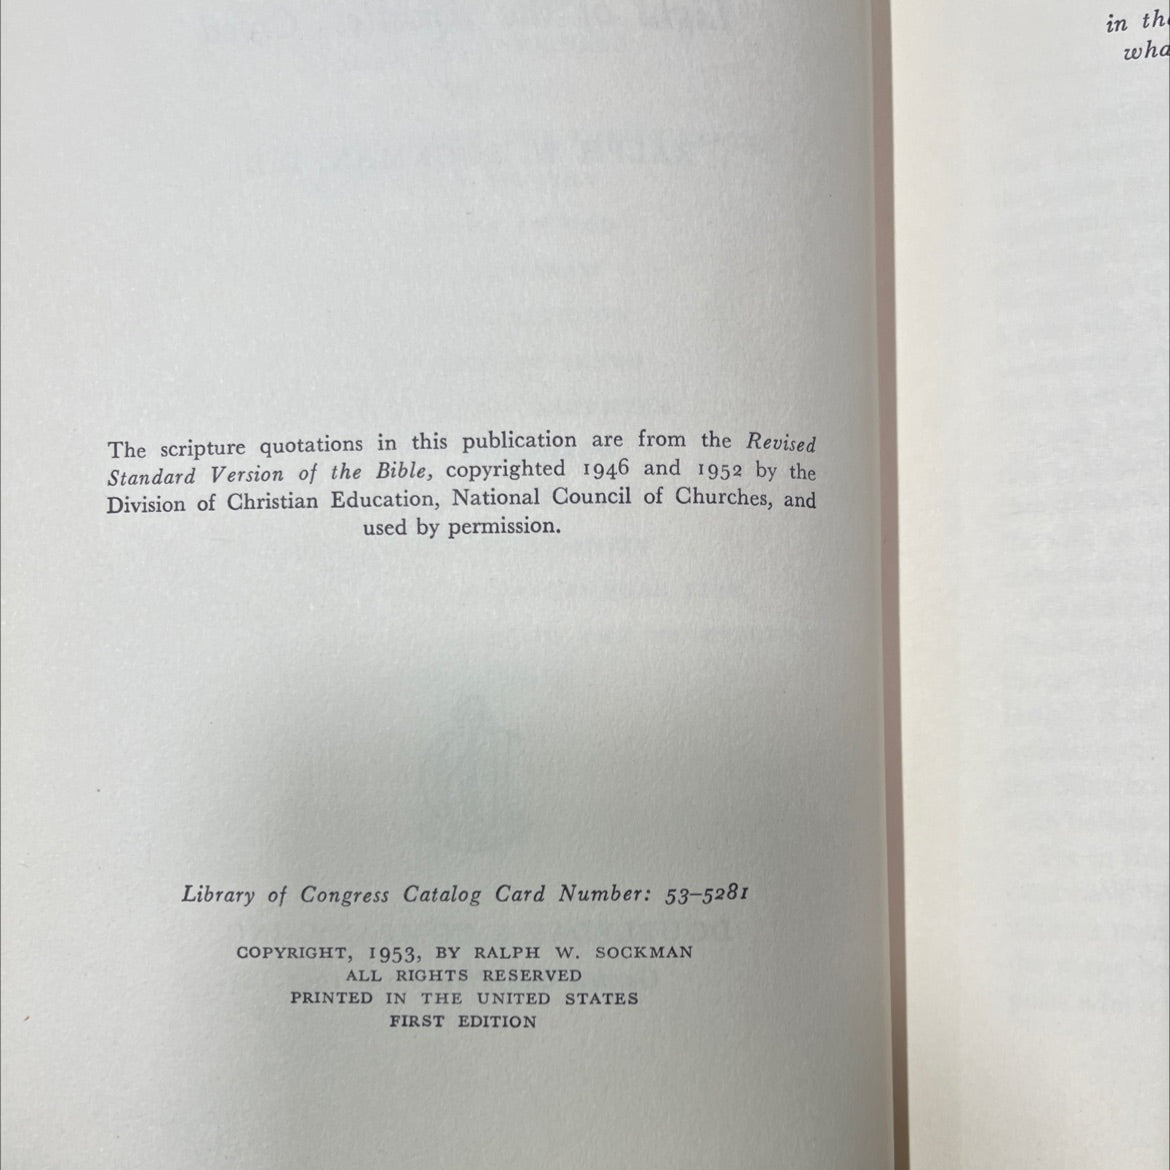 The scripture quotations in this publication are from the Revised
Standard Version of the Bible, copyrighted 1946 and 1952 by the
Division of Christian Education, National Council of Churches, and
used by permission.
Library of Congress Catalog Card Number: 53–5281
COPYRIGHT, 1953, BY RALPH W. SOCKMAN
ALL RIGHTS RESERVED
PRINTED IN THE UNITED STATES
FIRST EDITION
in